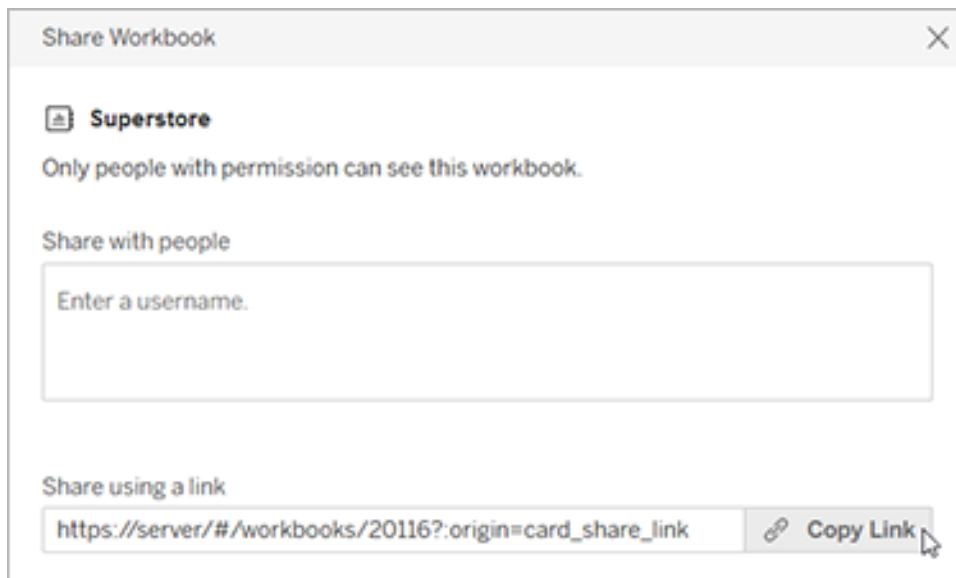 Share Workbook
Superstore
Only people with permission can see this workbook.
Share with people
Enter a username.
Share using a link
https://server/#/workbooks/20116?:origin=card_share_link
Copy Link